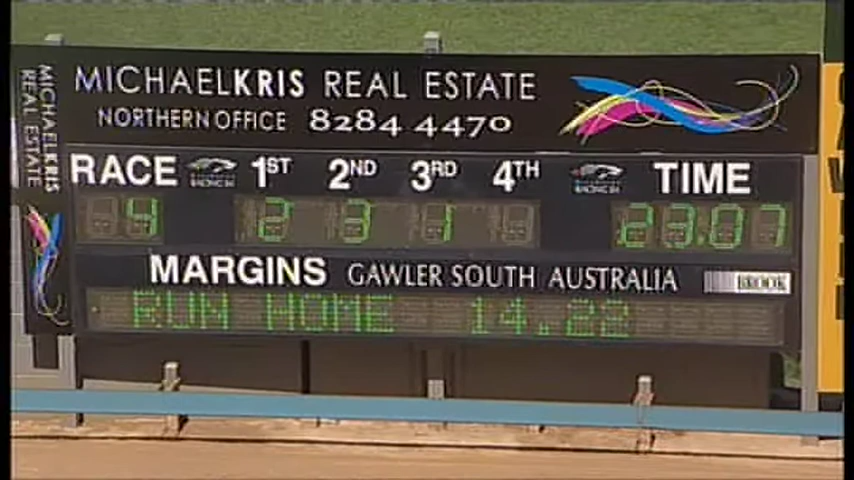 MICHAELKRIS REAL ESTATE
NORTHERN OFFICE 8284 4470
MICHAELKRIS
REAL ESTATE
RACE 1ST 2ND 3RD 4TH TIME
4 2 3 1 23.07
MARGINS GAWLER SOUTH AUSTRALIA BROOK
RUN HOME 14.22